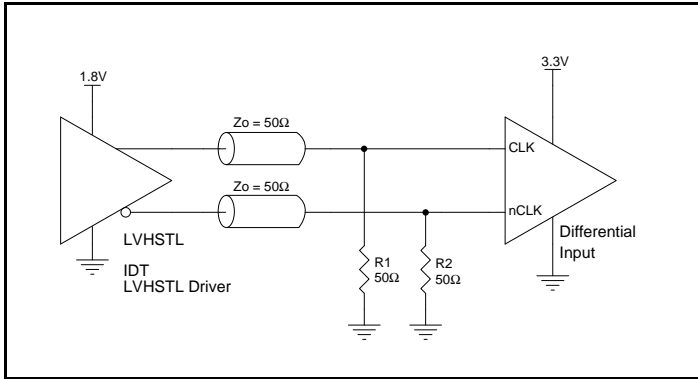 1.8V
3.3V
Zo = 50Ω
CLK
Zo = 50Ω
nCLK
LVHSTL
Differential
Input
IDT
LVHSTL Driver
R1
50Ω
R2
50Ω